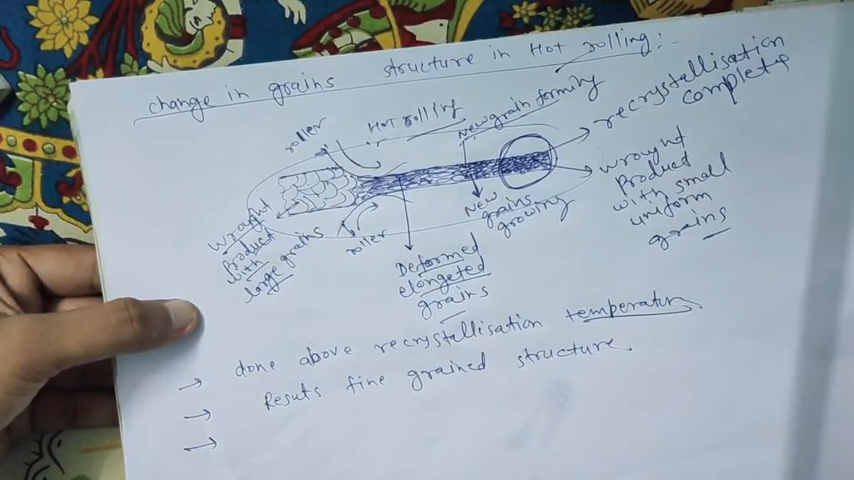 change in grains structure in Hot rolling:-
Hot rolling
roller
New grain forming
recrystallisation
complete
wrought
product
with
large grains
roller
Deformed
elongeted
grains
New
grains
growing
wrought
product
with small
uniform
grains
→ done above recrystallisation temperature.
→ Resuts fine grained structure.
→